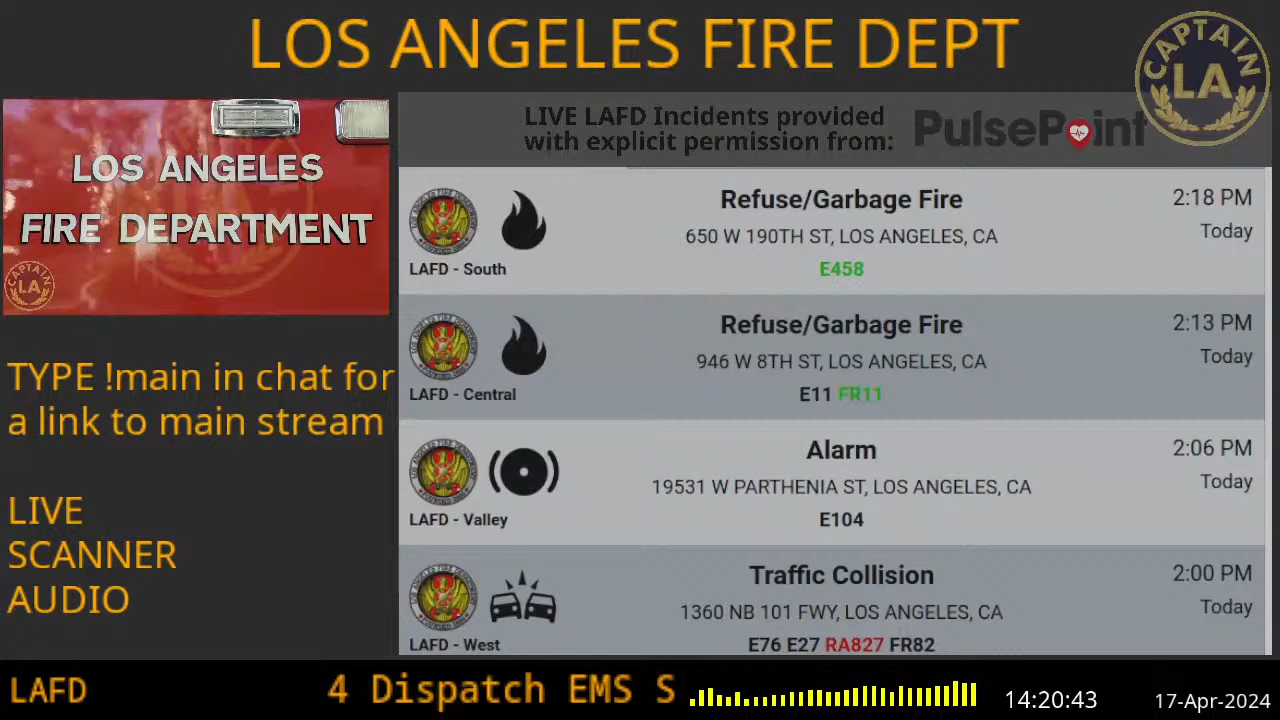 LOS ANGELES FIRE DEPT
CAPTAIN
LA
LOS ANGELES
FIRE DEPARTMENT
CAPTAIN
LA
LIVE LAFD Incidents provided
with explicit permission from:
PulsePoint
Refuse/Garbage Fire
2:18 PM
650 W 190TH ST, LOS ANGELES, CA
Today
LAFD - South
E458
Refuse/Garbage Fire
2:13 PM
946 W 8TH ST, LOS ANGELES, CA
Today
LAFD - Central
E11 FR11
Alarm
2:06 PM
19531 W PARTHENIA ST, LOS ANGELES, CA
Today
LAFD - Valley
E104
Traffic Collision
2:00 PM
1360 NB 101 FWY, LOS ANGELES, CA
Today
LAFD - West
E76 E27 RA827 FR82
TYPE !main in chat for
a link to main stream
LIVE
SCANNER
AUDIO
LAFD
4 Dispatch EMS S
14:20:43
17-Apr-2024